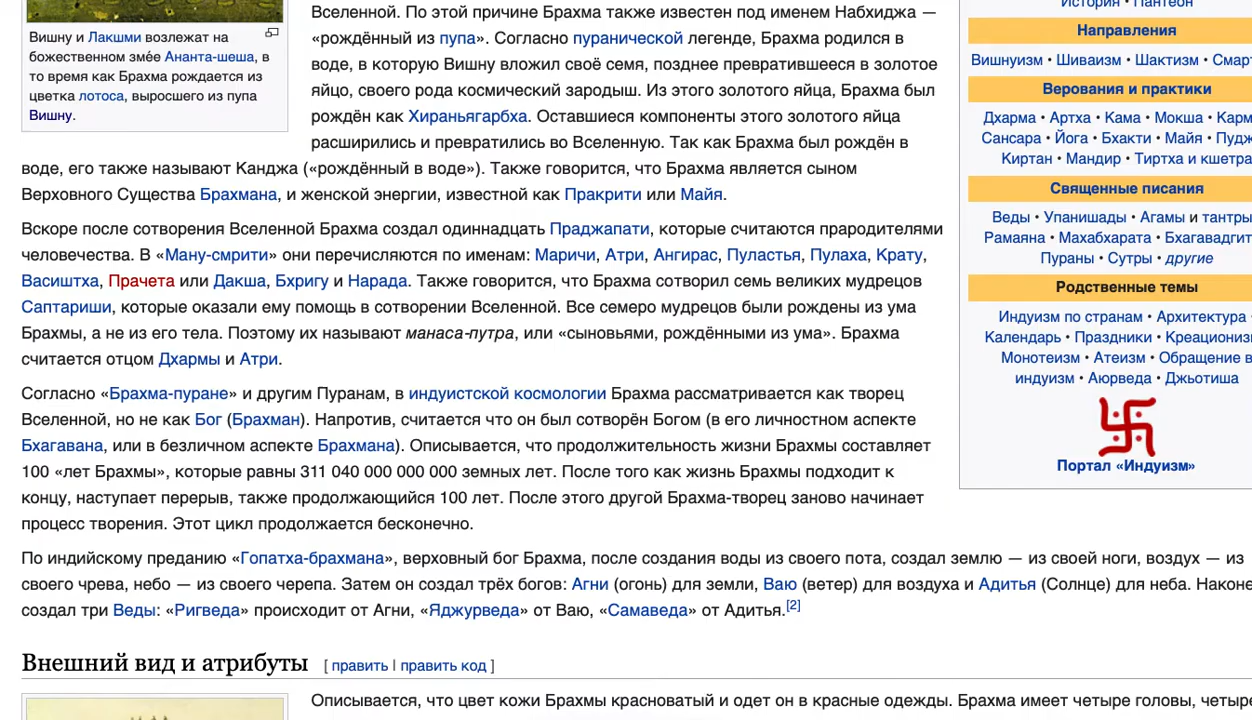 Вселенной. По этой причине Брахма также известен под именем Набхиджа —
«рождённый из пупа». Согласно пуранической легенде, Брахма родился в
воде, в которую Вишну вложил своё семя, позднее превратившееся в золотое
яйцо, своего рода космический зародыш. Из этого золотого яйца, Брахма был
рождён как Хираньягарбха. Оставшиеся компоненты этого золотого яйца
расширились и превратились во Вселенную. Так как Брахма был рождён в
воде, его также называют Канджа («рождённый в воде»). Также говорится, что Брахма является сыном
Верховного Существа Брахмана, и женской энергии, известной как Пракрити или Майя.
Вишну и Лакшми возлежат на
божественном змée Ананта-шеша, в
то время как Брахма рождается из
цветка лотоса, выросшего из пупа
Вишну.
Вскоре после сотворения Вселенной Брахма создал одиннадцать Праджапати, которые считаются прародителями
человечества. В «Ману-смрити» они перечисляются по именам: Маричи, Атри, Ангирас, Пуластья, Пулаха, Крату,
Васиштха, Прачета или Дакша, Бхригу и Нарада. Также говорится, что Брахма сотворил семь великих мудрецов
Саптариши, которые оказали ему помощь в сотворении Вселенной. Все семеро мудрецов были рождены из ума
Брахмы, а не из его тела. Поэтому их называют манаса-путра, или «сыновьями, рождёнными из ума». Брахма
считается отцом Дхармы и Атри.
Согласно «Брахма-пуране» и другим Пуранам, в индуистской космологии Брахма рассматривается как творец
Вселенной, но не как Бог (Брахман). Напротив, считается что он был сотворён Богом (в его личностном аспекте
Бхагавана, или в безличном аспекте Брахмана). Описывается, что продолжительность жизни Брахмы составляет
100 «лет Брахмы», которые равны 311 040 000 000 000 земных лет. После того как жизнь Брахмы подходит к
концу, наступает перерыв, также продолжающийся 100 лет. После этого другой Брахма-творец заново начинает
процесс творения. Этот цикл продолжается бесконечно.
По индийскому преданию «Гопатха-брахмана», верховный бог Брахма, после создания воды из своего пота, создал землю — из своей ноги, воздух — из
своего чрева, небо — из своего черепа. Затем он создал трёх богов: Агни (огонь) для земли, Ваю (ветер) для воздуха и Адитья (Солнце) для неба. Наконе
создал три Веды: «Ригведа» происходит от Агни, «Яджурведа» от Ваю, «Самаведа» от Адитья.[2]
Внешний вид и атрибуты [ править | править код ]
Описывается, что цвет кожи Брахмы красноватый и одет он в красные одежды. Брахма имеет четыре головы, четыр
История • Пантеон
Направления
Вишнуизм • Шиваизм • Шактизм • Смарт
Верования и практики
Дхарма • Артха • Кама • Мокша • Карм
Сансара • Йога • Бхакти • Майя • Пудж
Киртан • Мандир • Тиртха и кшетра
Священные писания
Веды • Упанишады • Агамы и тантры
Рамаяна • Махабхарата • Бхагавадгит
Пураны • Сутры • другие
Родственные темы
Индуизм по странам • Архитектура •
Календарь • Праздники • Креационизм
Монотеизм • Атеизм • Обращение в
индуизм • Аюрведа • Джьотиша
Портал «Индуизм»